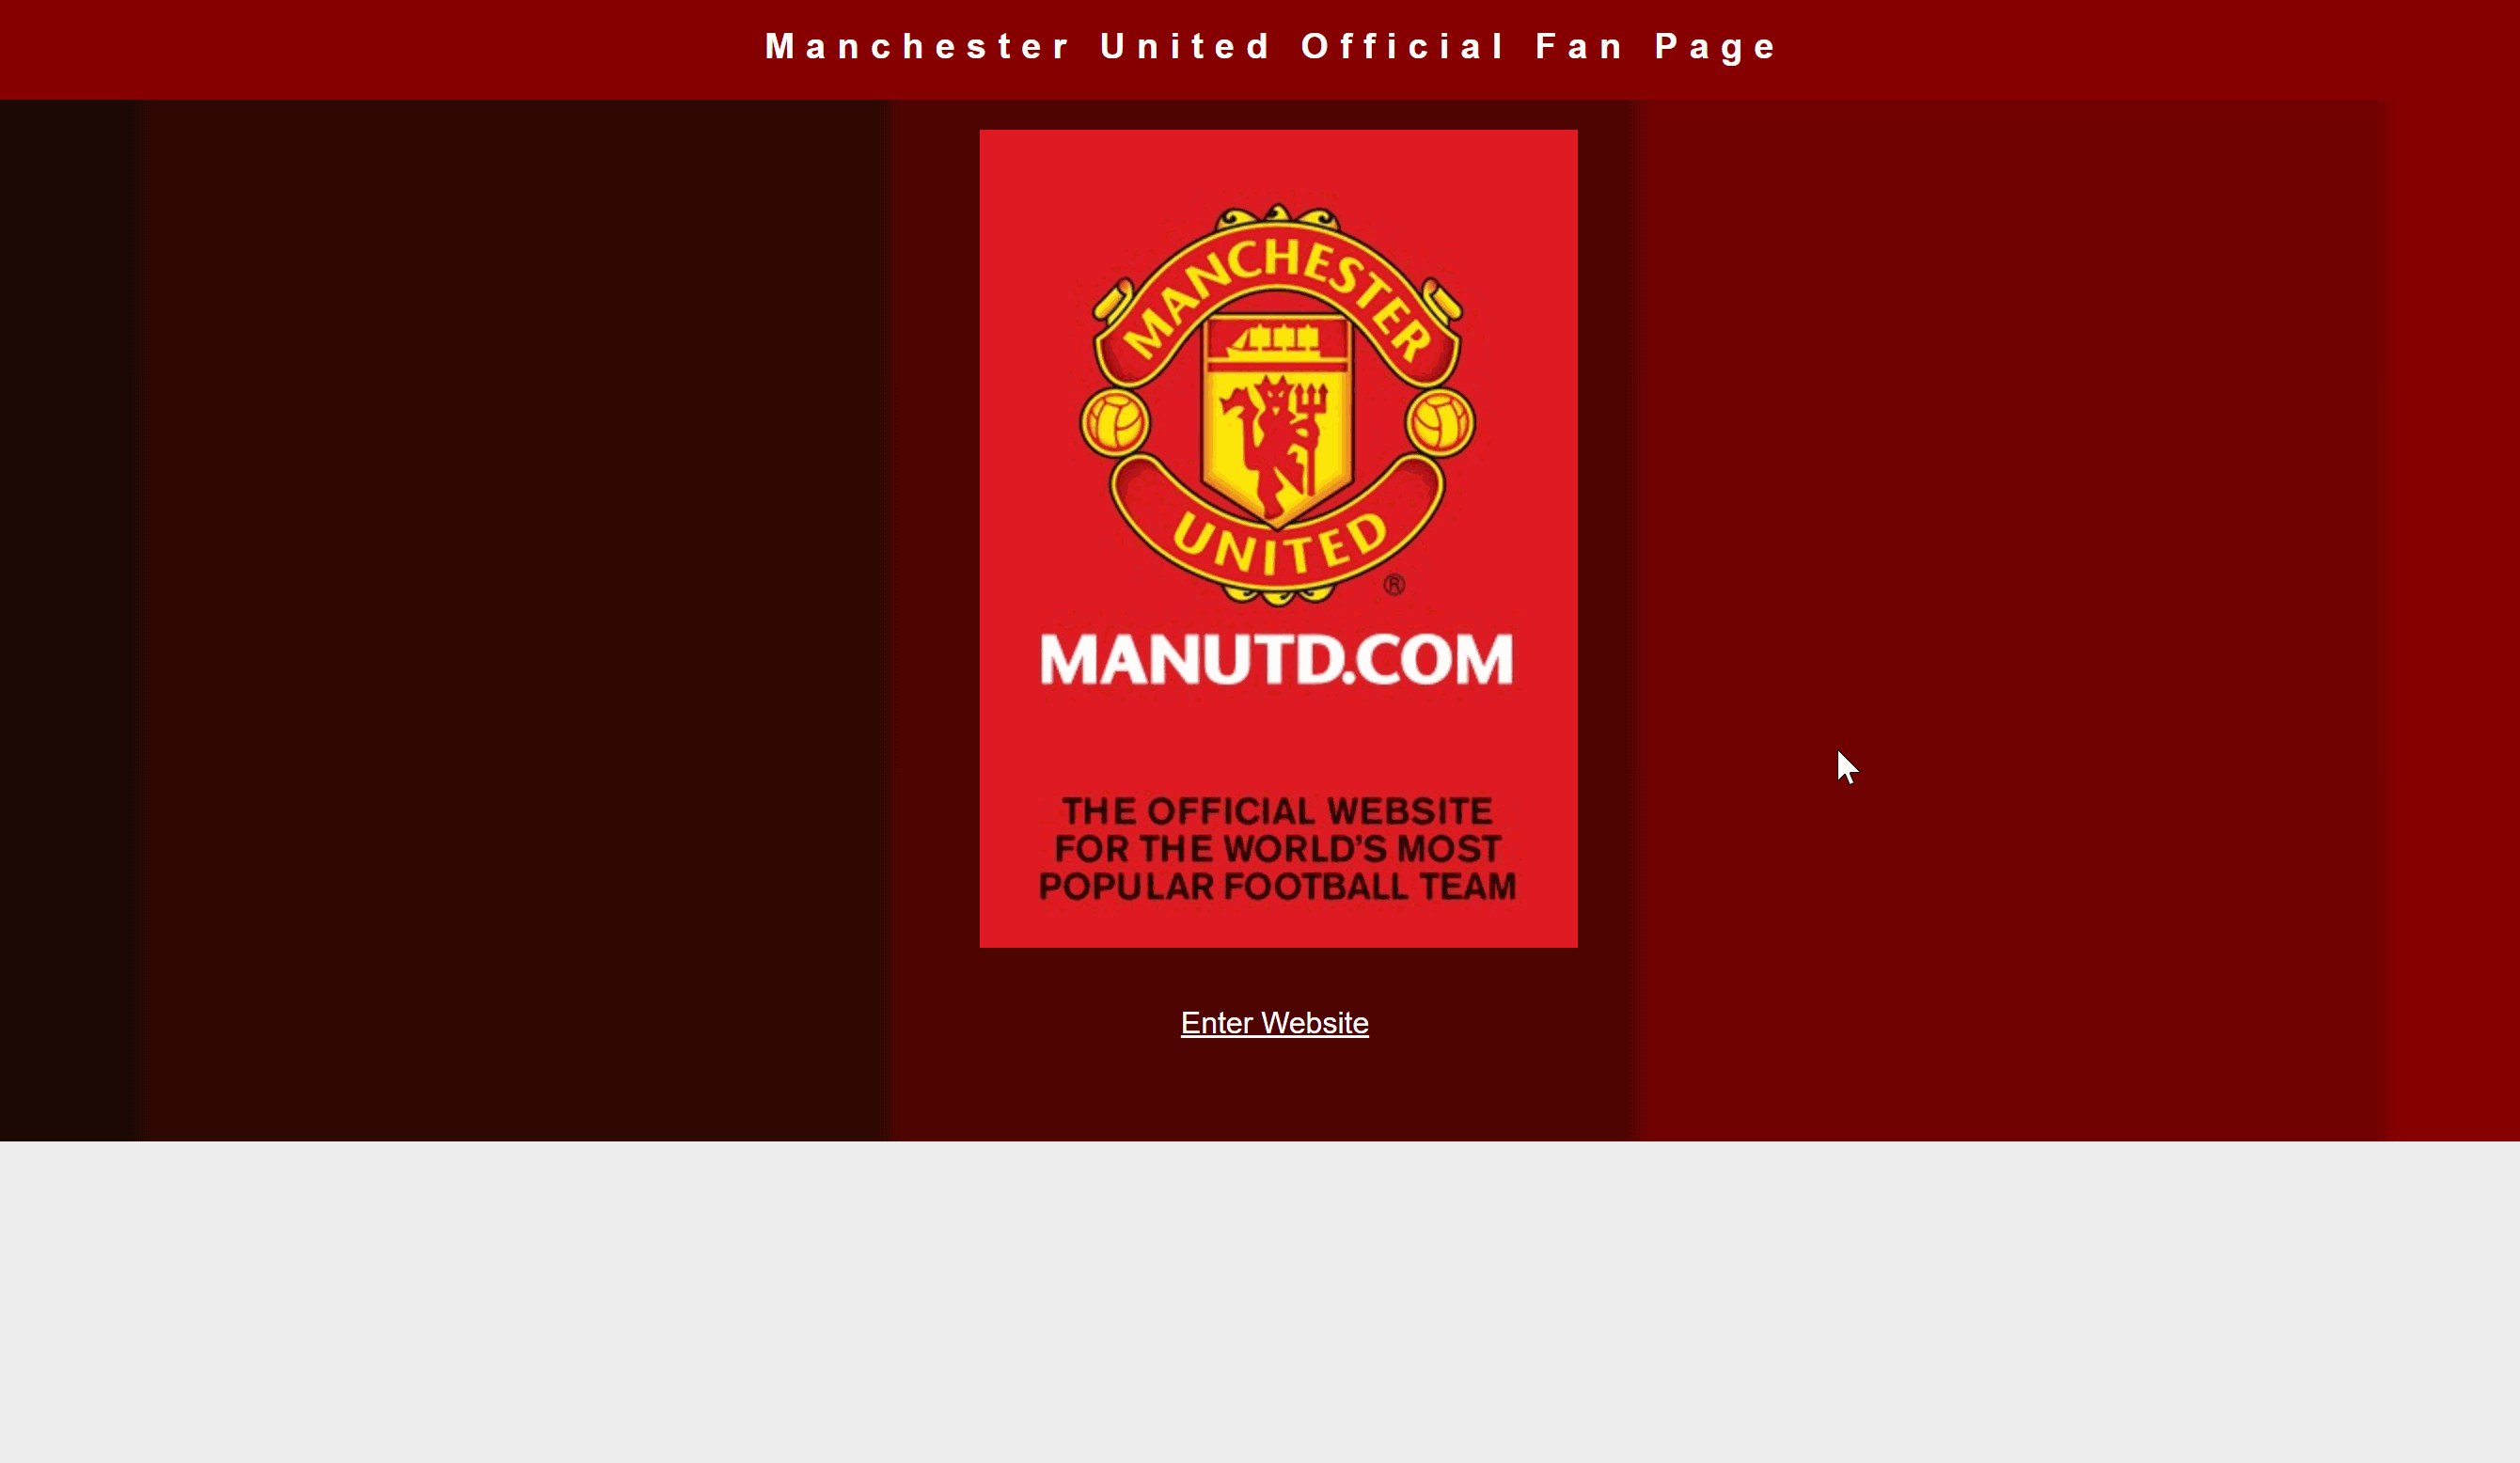 Manchester United Official Fan Page
MANCHESTER
UNITED
®
MANUTD.COM
THE OFFICIAL WEBSITE
FOR THE WORLD'S MOST
POPULAR FOOTBALL TEAM
Enter Website